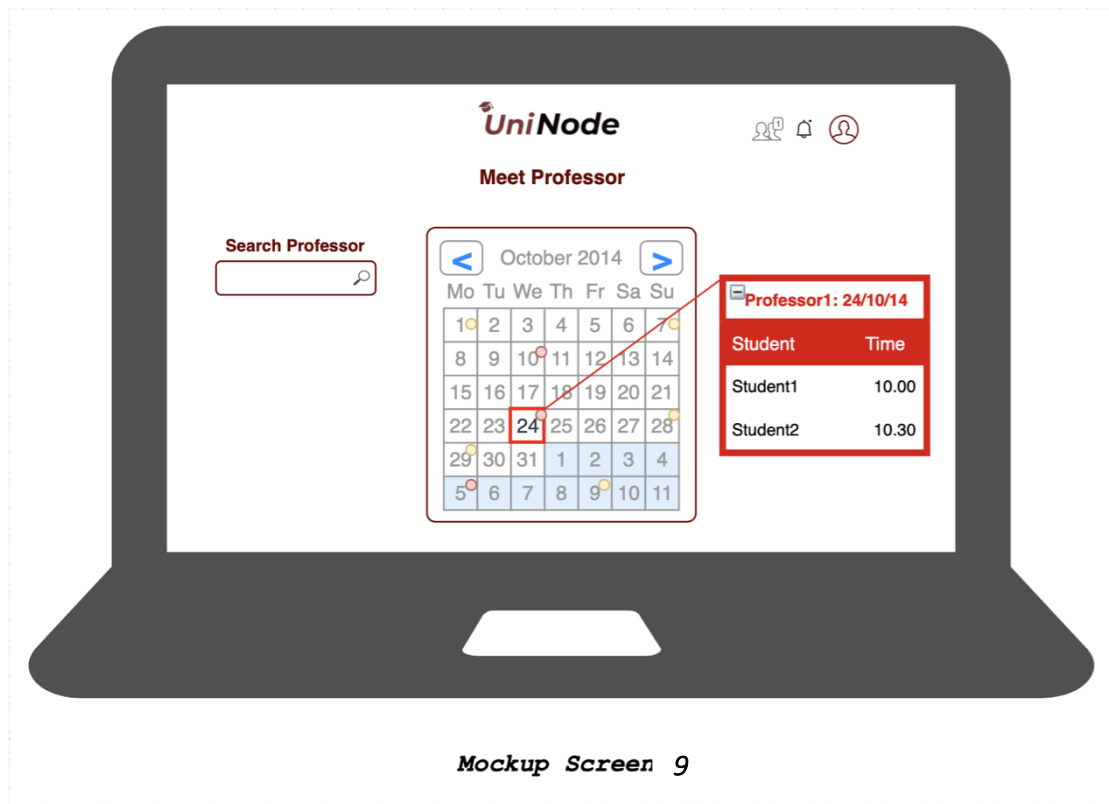 UniNode
1
Meet Professor
Search Professor
< October 2014 >
Mo Tu We Th Fr Sa Su
1 2 3 4 5 6 7
8 9 10 11 12 13 14
15 16 17 18 19 20 21
22 23 24 25 26 27 28
29 30 31 1 2 3 4
5 6 7 8 9 10 11
Professor1: 24/10/14
Student Time
Student1 10.00
Student2 10.30
Mockup Screen 9